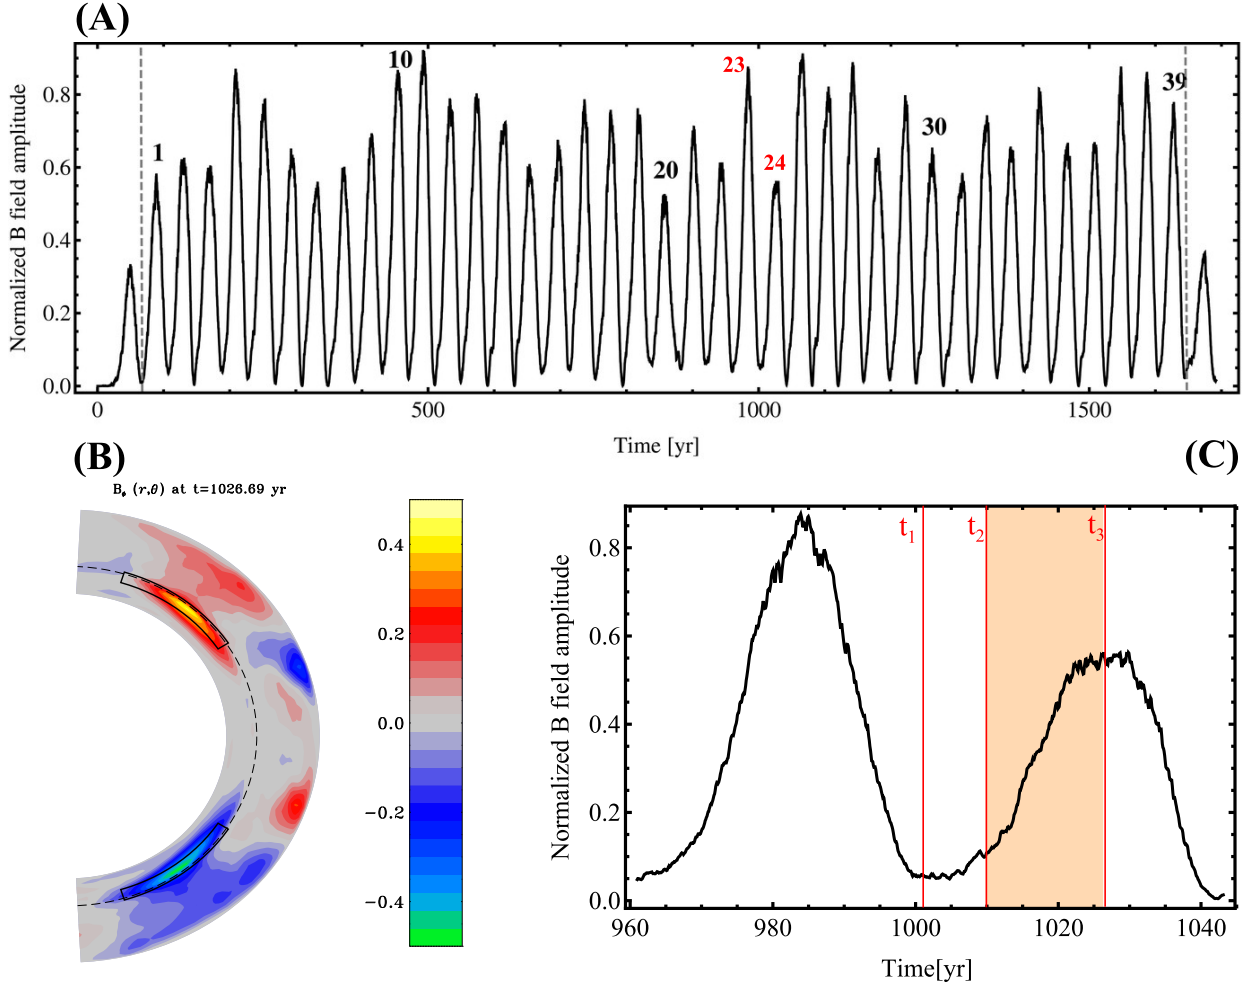 (A)
Normalized B field amplitude
0.8
0.6
0.4
0.2
0.0
1
10
20
23
24
30
39
0
500
1000
1500
Time [yr]
(B)
Bϕ (r,θ) at t=1026.69 yr
0.4
0.2
0.0
−0.2
−0.4
(C)
Normalized B field amplitude
0.8
0.6
0.4
0.2
0.0
t1
t2
t3
960
980
1000
1020
1040
Time[yr]